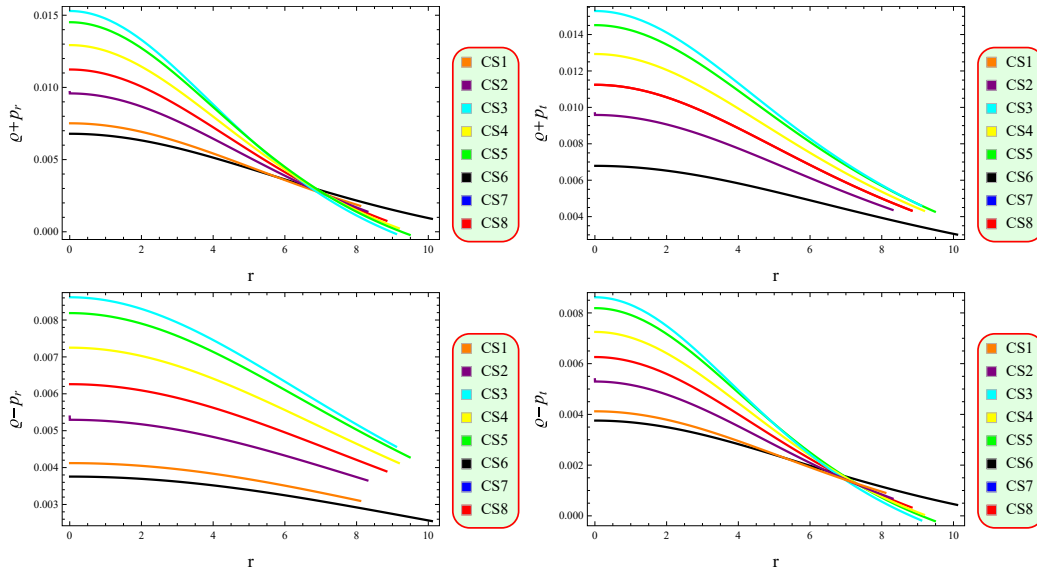 0.015
0.010
0.005
0.000
0 2 4 6 8 10
ϱ+p_r
r
CS1
CS2
CS3
CS4
CS5
CS6
CS7
CS8
0.014
0.012
0.010
0.008
0.006
0.004
0 2 4 6 8 10
ϱ+p_t
r
CS1
CS2
CS3
CS4
CS5
CS6
CS7
CS8
0.008
0.007
0.006
0.005
0.004
0.003
0 2 4 6 8 10
ϱ−p_r
r
CS1
CS2
CS3
CS4
CS5
CS6
CS7
CS8
0.008
0.006
0.004
0.002
0.000
0 2 4 6 8 10
ϱ−p_t
r
CS1
CS2
CS3
CS4
CS5
CS6
CS7
CS8